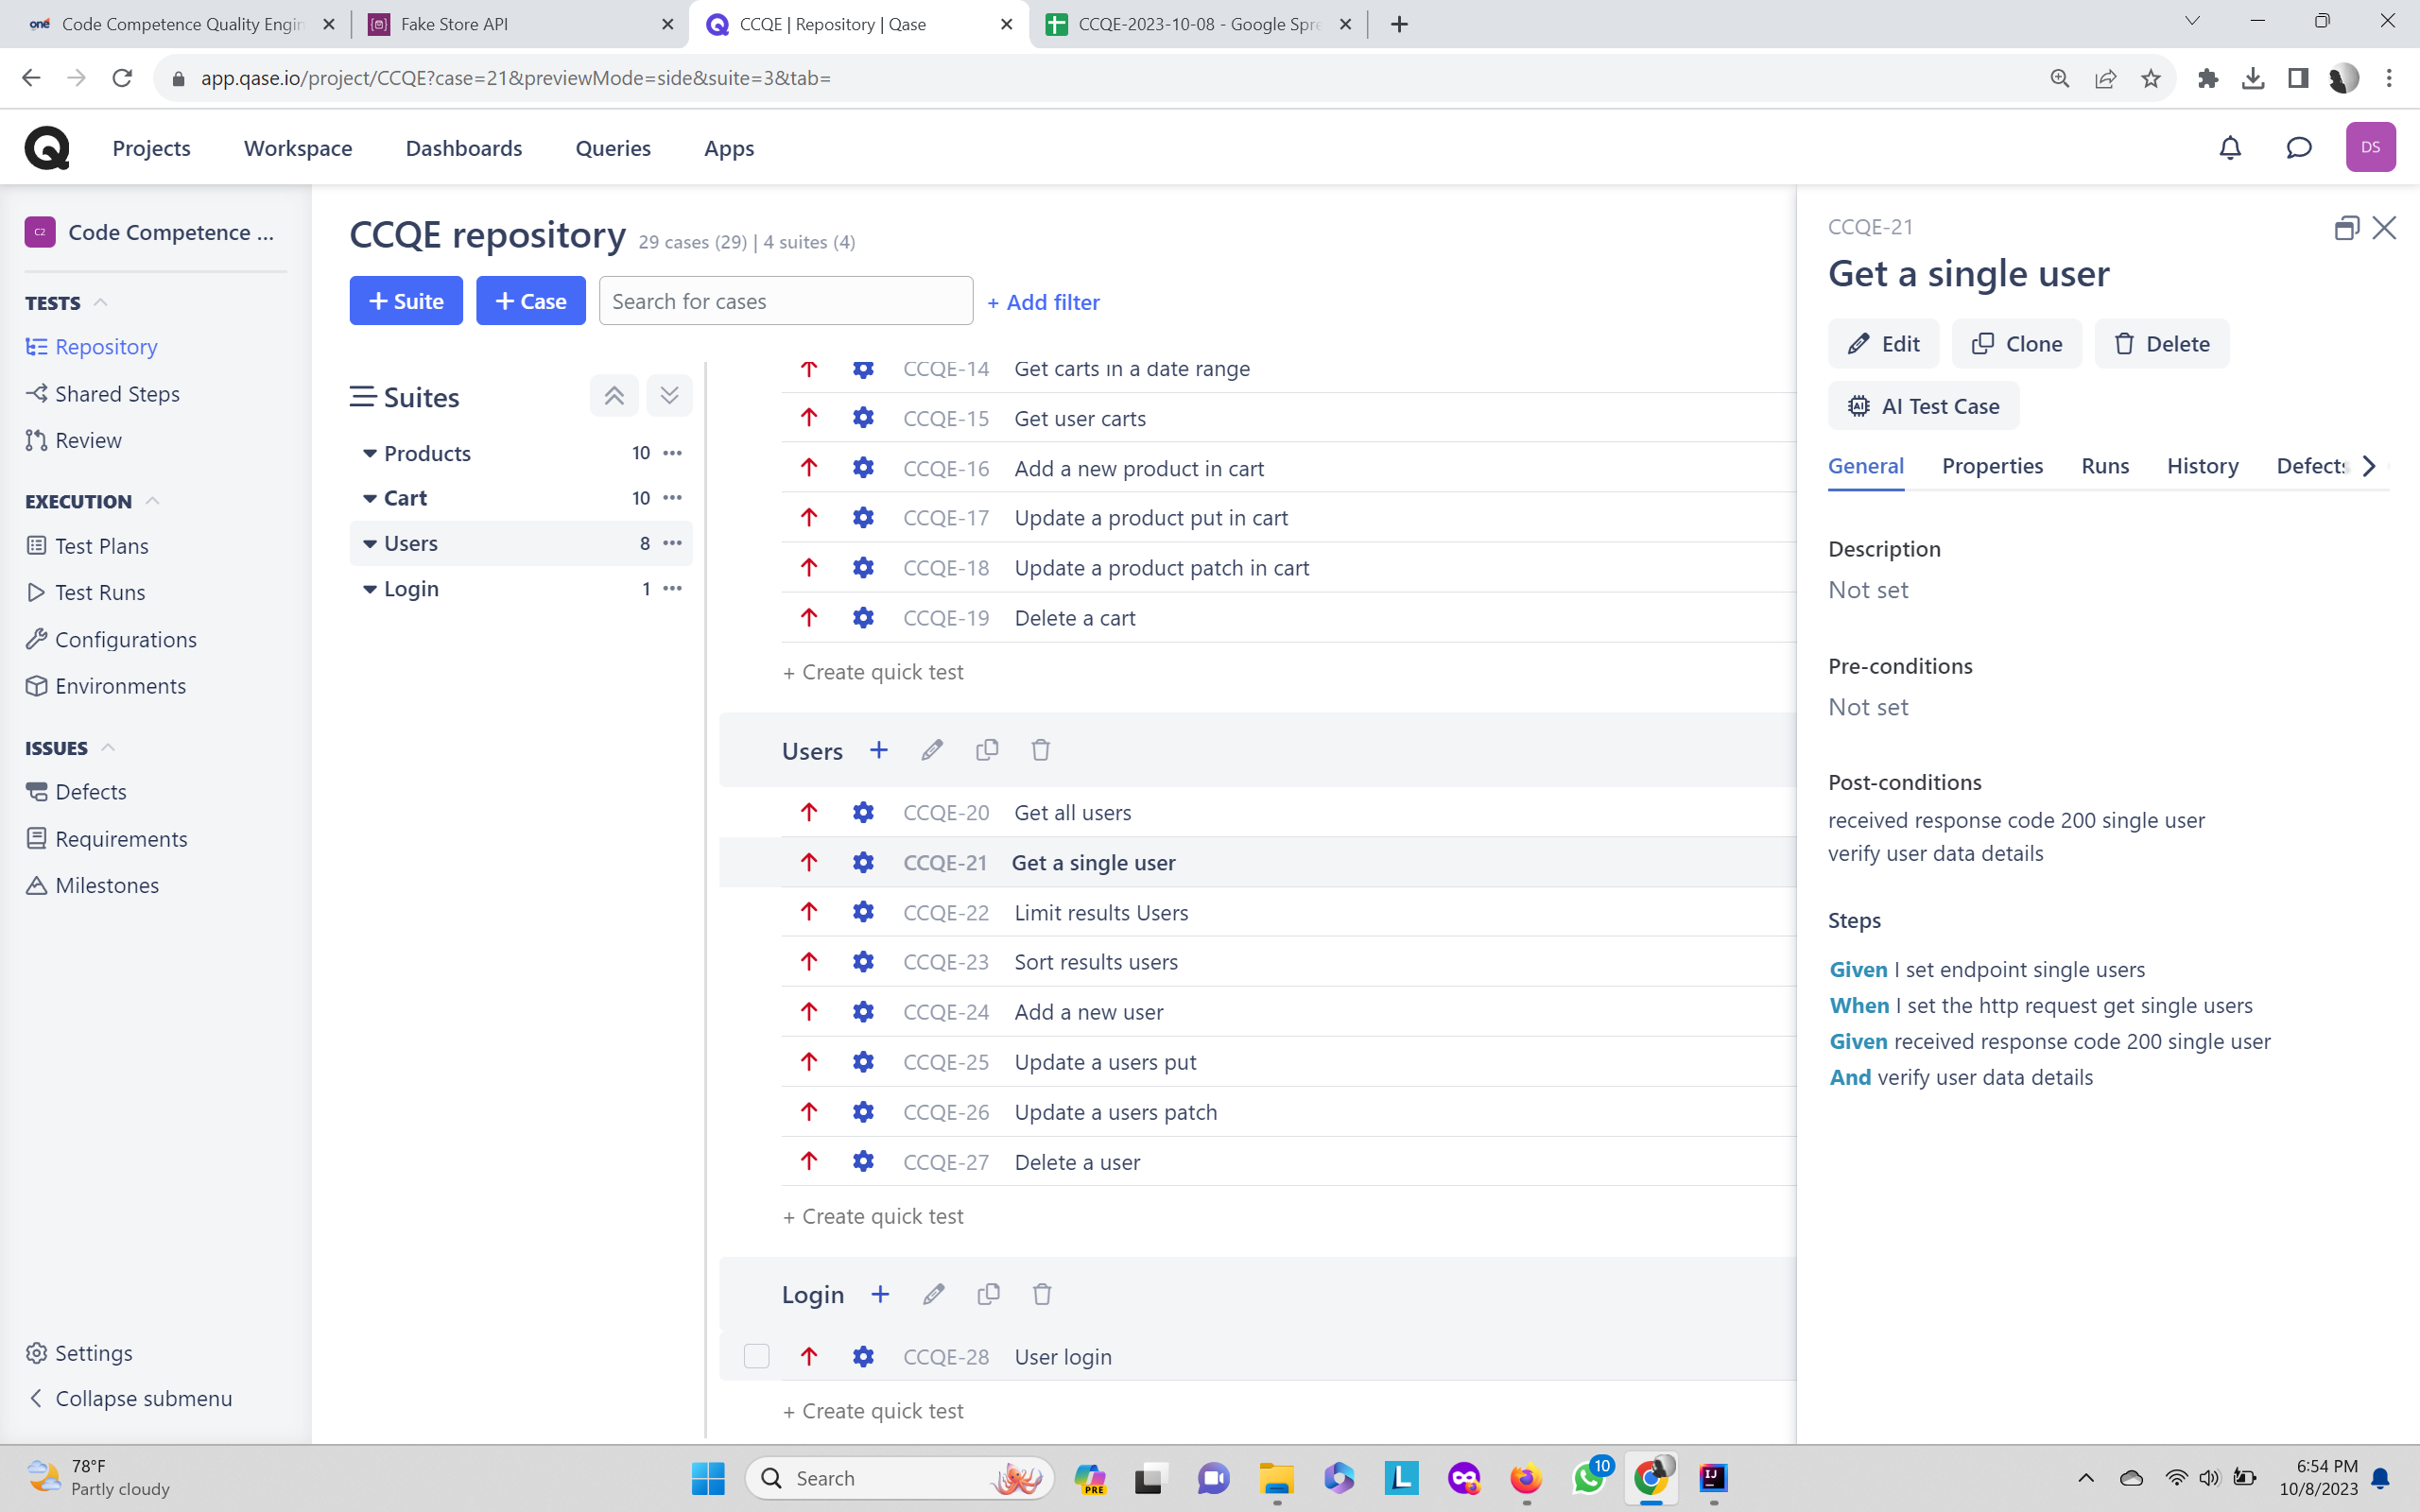 one Code Competence Quality Engin
Fake Store API
CCQE | Repository | Qase
CCQE-2023-10-08 - Google Spre
app.qase.io/project/CCQE?case=21&previewMode=side&suite=3&tab=
Projects
Workspace
Dashboards
Queries
Apps
DS
C2 Code Competence ...
TESTS
Repository
Shared Steps
Review
EXECUTION
Test Plans
Test Runs
Configurations
Environments
ISSUES
Defects
Requirements
Milestones
Settings
Collapse submenu
CCQE repository 29 cases (29) | 4 suites (4)
+ Suite
+ Case
Search for cases
+ Add filter
Suites
Products 10
Cart 10
Users 8
Login 1
CCQE-14 Get carts in a date range
CCQE-15 Get user carts
CCQE-16 Add a new product in cart
CCQE-17 Update a product put in cart
CCQE-18 Update a product patch in cart
CCQE-19 Delete a cart
+ Create quick test
Users
CCQE-20 Get all users
CCQE-21 Get a single user
CCQE-22 Limit results Users
CCQE-23 Sort results users
CCQE-24 Add a new user
CCQE-25 Update a users put
CCQE-26 Update a users patch
CCQE-27 Delete a user
+ Create quick test
Login
CCQE-28 User login
+ Create quick test
CCQE-21
Get a single user
Edit
Clone
Delete
AI Test Case
General
Properties
Runs
History
Defects
Description
Not set
Pre-conditions
Not set
Post-conditions
received response code 200 single user
verify user data details
Steps
Given I set endpoint single users
When I set the http request get single users
Given received response code 200 single user
And verify user data details
78°F
Partly cloudy
Search
PRE
L
10
IJ
6:54 PM
10/8/2023